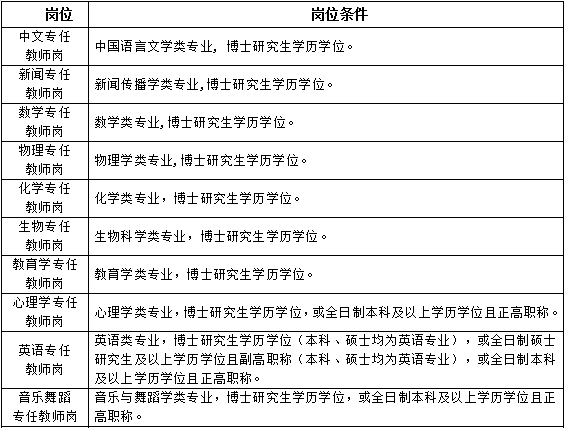 岗位 岗位条件
中文专任
教师岗
中国语言文学类专业, 博士研究生学历学位。
新闻专任
教师岗
新闻传播学类专业,博士研究生学历学位。
数学专任
教师岗
数学类专业,博士研究生学历学位。
物理专任
教师岗
物理学类专业,博士研究生学历学位。
化学专任
教师岗
化学类专业，博士研究生学历学位。
生物专任
教师岗
生物科学类专业，博士研究生学历学位。
教育学专任
教师岗
教育学类专业，博士研究生学历学位。
心理学专任
教师岗
心理学类专业，博士研究生学历学位，或全日制本科及以上学历学位且正高职称。
英语专任
教师岗
英语类专业，博士研究生学历学位（本科、硕士均为英语专业），或全日制硕士
研究生及以上学历学位且副高职称（本科、硕士均为英语专业），或全日制本科
及以上学历学位且正高职称。
音乐舞蹈
专任教师岗
音乐与舞蹈学类专业，博士研究生学历学位，或全日制本科及以上学历学位且正
高职称。